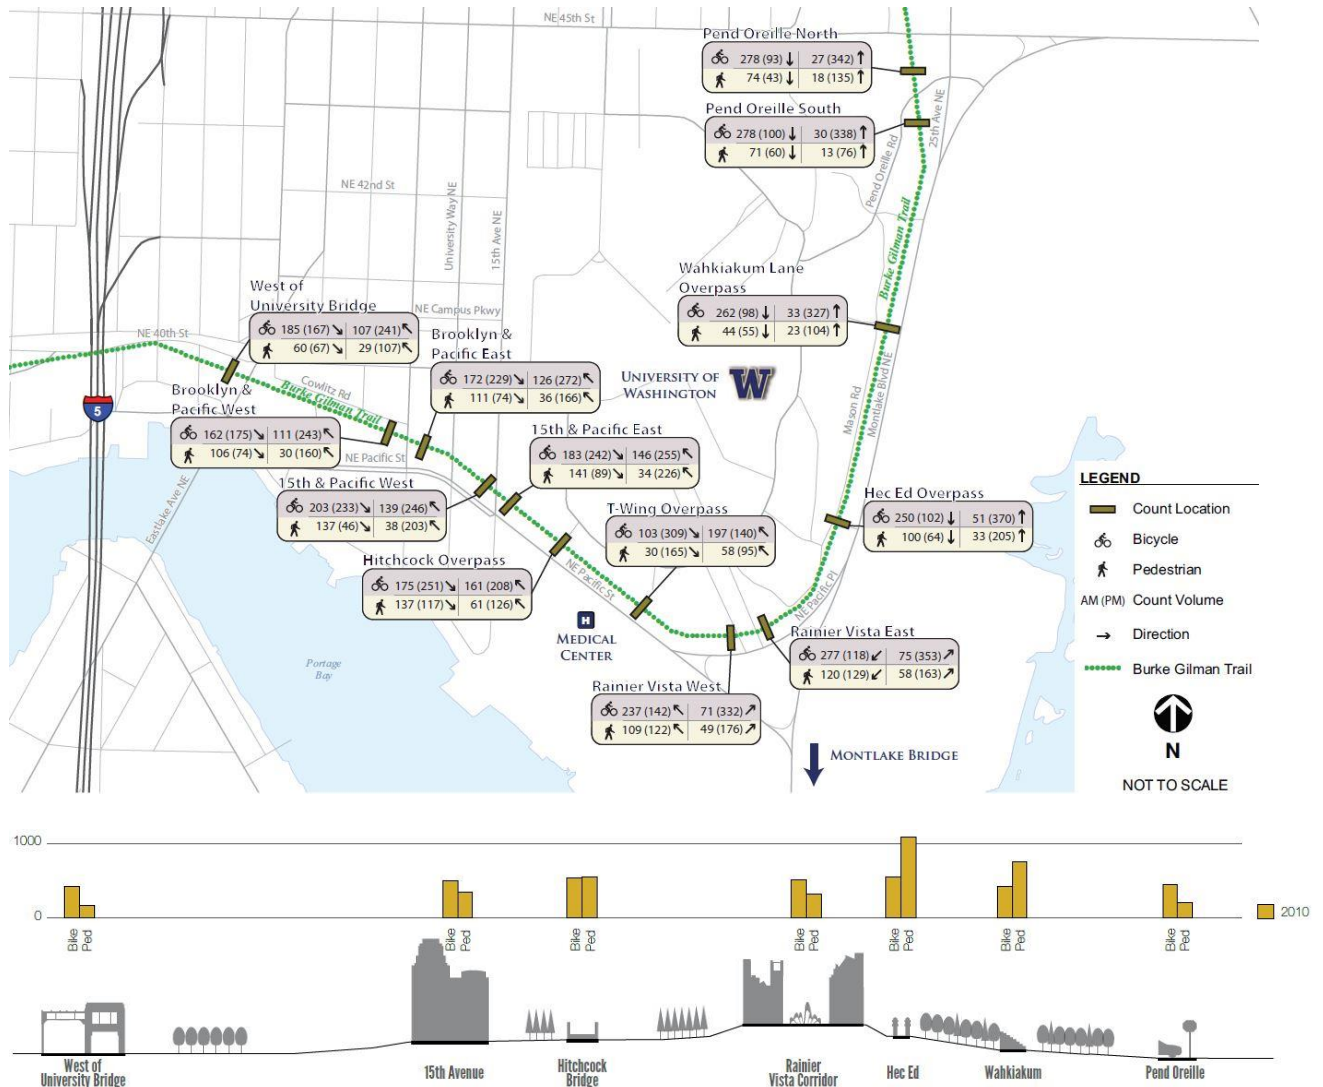 NE 45th St
Pend Oreille North
278 (93) ↓ 27 (342) ↑
74 (43) ↓ 18 (135) ↑
Pend Oreille South
278 (100) ↓ 30 (338) ↑
71 (60) ↓ 13 (76) ↑
25th Ave NE
Pend Oreille Rd
NE 42nd St
University Way NE
15th Ave NE
Burke Gilman Trail
Wahkiakum Lane
Overpass
262 (98) ↓ 33 (327) ↑
44 (55) ↓ 23 (104) ↑
West of
University Bridge
185 (167) ↘ 107 (241) ↖
60 (67) ↘ 29 (107) ↖
NE Campus Pkwy
NE 40th St
Brooklyn &
Pacific East
172 (229) ↘ 126 (272) ↖
111 (74) ↘ 36 (166) ↖
Cowlitz Rd
Burke Gilman Trail
UNIVERSITY OF
WASHINGTON
W
Mason Rd
Montlake Blvd NE
5
Brooklyn &
Pacific West
162 (175) ↘ 111 (243) ↖
106 (74) ↘ 30 (160) ↖
NE Pacific St
15th & Pacific East
183 (242) ↘ 146 (255) ↖
141 (89) ↘ 34 (226) ↖
15th & Pacific West
203 (233) ↘ 139 (246) ↖
137 (46) ↘ 38 (203) ↖
Eastlake Ave NE
T-Wing Overpass
103 (309) ↘ 197 (140) ↖
30 (165) ↘ 58 (95) ↖
Hec Ed Overpass
250 (102) ↓ 51 (370) ↑
100 (64) ↓ 33 (205) ↑
Hitchcock Overpass
175 (251) ↘ 161 (208) ↖
137 (117) ↘ 61 (126) ↖
NE Pacific St
NE Pacific Pl
H
MEDICAL
CENTER
Portage
Bay
Rainier Vista East
277 (118) ↙ 75 (353) ↗
120 (129) ↙ 58 (163) ↗
Rainier Vista West
237 (142) ↖ 71 (332) ↗
109 (122) ↖ 49 (176) ↗
MONTLAKE BRIDGE
LEGEND
Count Location
Bicycle
Pedestrian
AM (PM) Count Volume
→ Direction
Burke Gilman Trail
N
NOT TO SCALE
1000
0
2010
Bike Ped
Bike Ped
Bike Ped
Bike Ped
Bike Ped
Bike Ped
Bike Ped
West of
University Bridge
15th Avenue
Hitchcock
Bridge
Rainier
Vista Corridor
Hec Ed
Wahkiakum
Pend Oreille